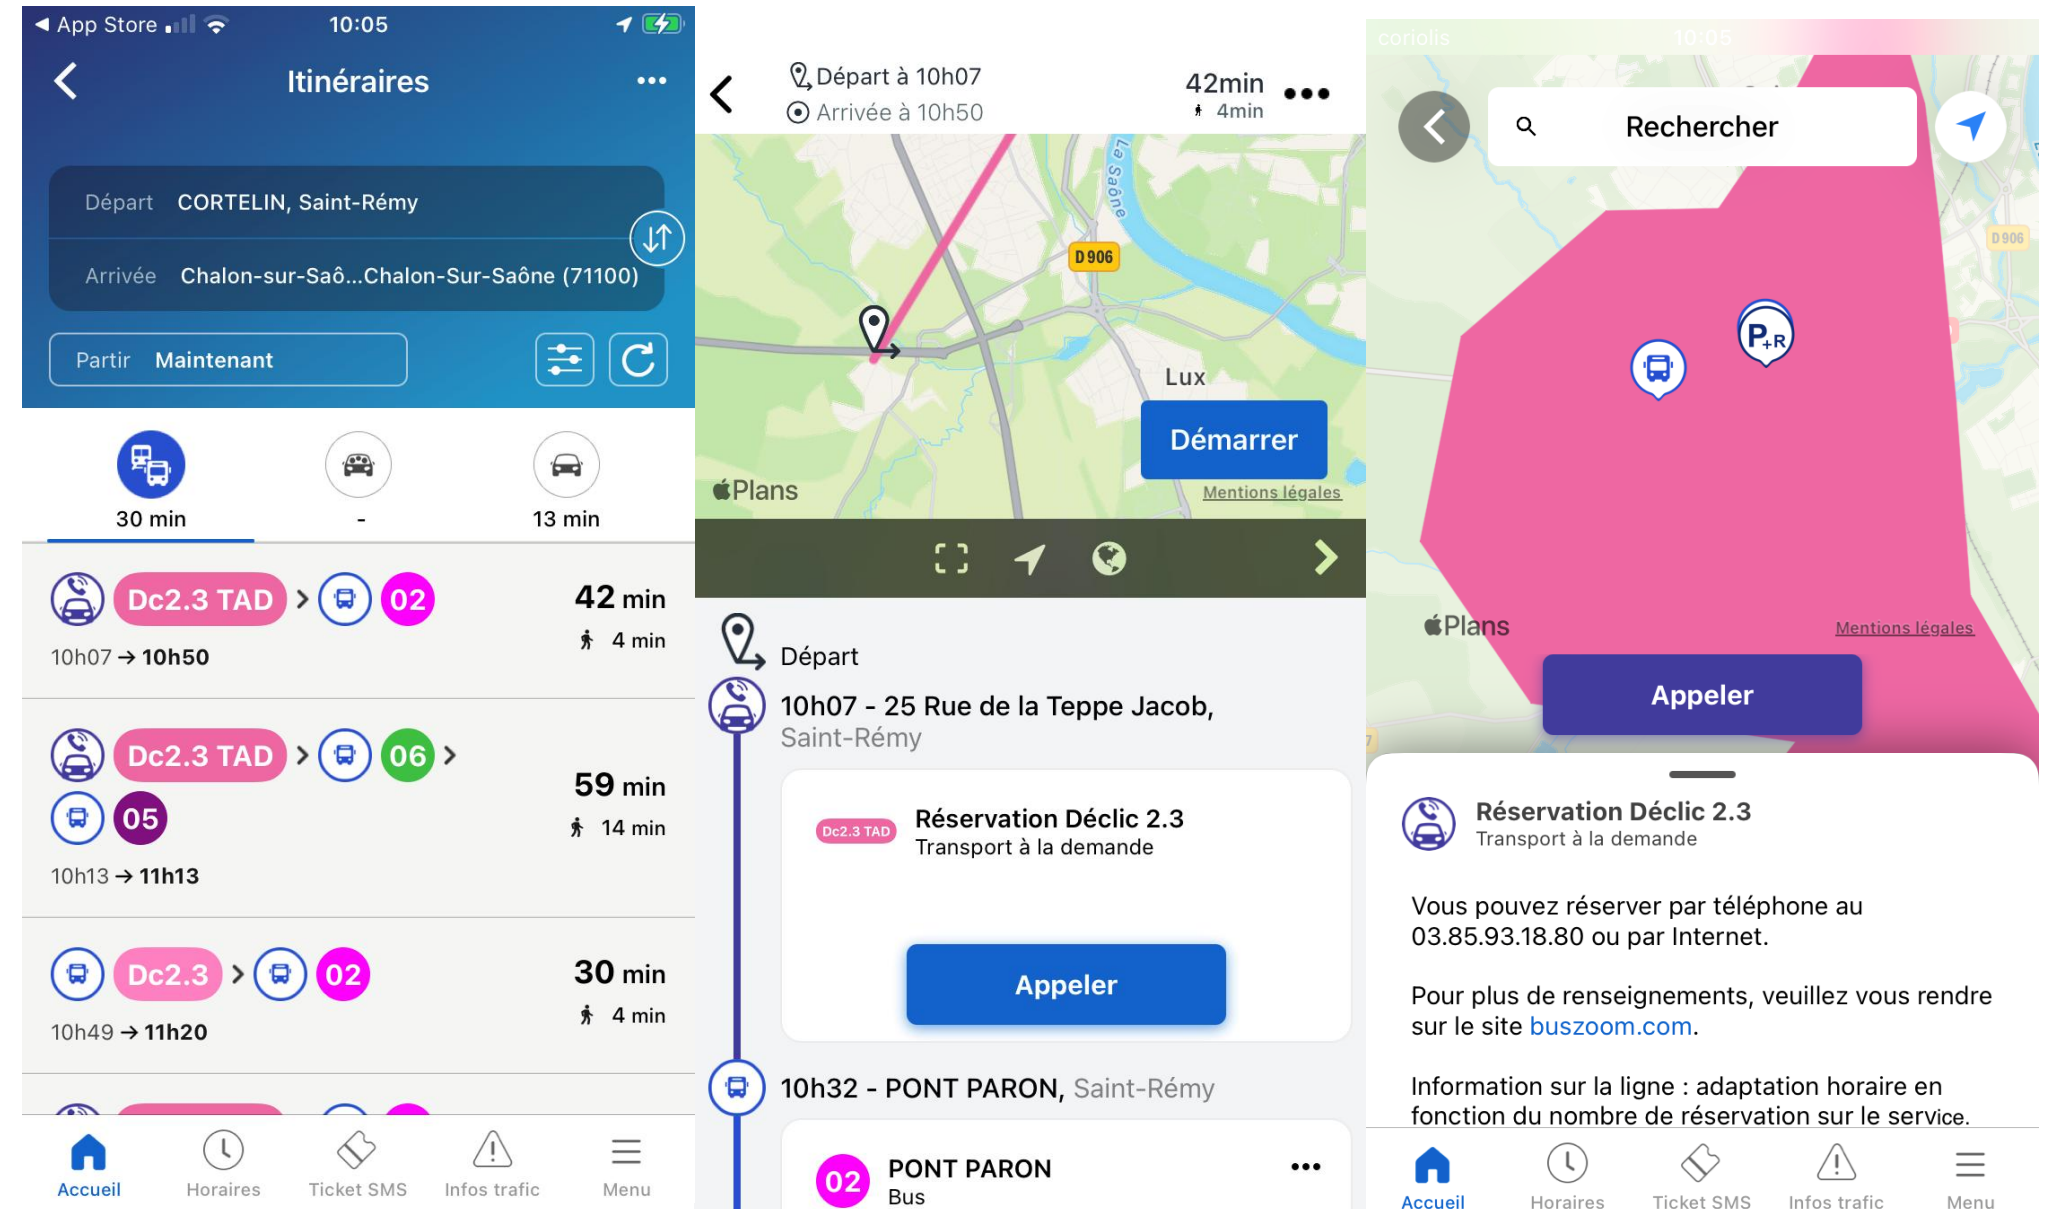 App Store
10:05
Itinéraires
Départ CORTELIN, Saint-Rémy
Arrivée Chalon-sur-Saô...Chalon-Sur-Saône (71100)
Partir Maintenant
30 min
-
13 min
Dc2.3 TAD > 02
42 min
4 min
10h07 → 10h50
Dc2.3 TAD > 06 >
05
59 min
14 min
10h13 → 11h13
Dc2.3 > 02
30 min
4 min
10h49 → 11h20
Accueil
Horaires
Ticket SMS
Infos trafic
Menu
Départ à 10h07
Arrivée à 10h50
42min
4min
La Saône
D 906
Lux
Démarrer
Plans
Mentions légales
Départ
10h07 - 25 Rue de la Teppe Jacob,
Saint-Rémy
Dc2.3 TAD
Réservation Déclic 2.3
Transport à la demande
Appeler
10h32 - PONT PARON, Saint-Rémy
02
PONT PARON
Bus
coriolis
10:05
Rechercher
D 906
P+R
Plans
Mentions légales
Appeler
Réservation Déclic 2.3
Transport à la demande
Vous pouvez réserver par téléphone au
03.85.93.18.80 ou par Internet.
Pour plus de renseignements, veuillez vous rendre
sur le site buszoom.com.
Information sur la ligne : adaptation horaire en
fonction du nombre de réservation sur le service.
Accueil
Horaires
Ticket SMS
Infos trafic
Menu